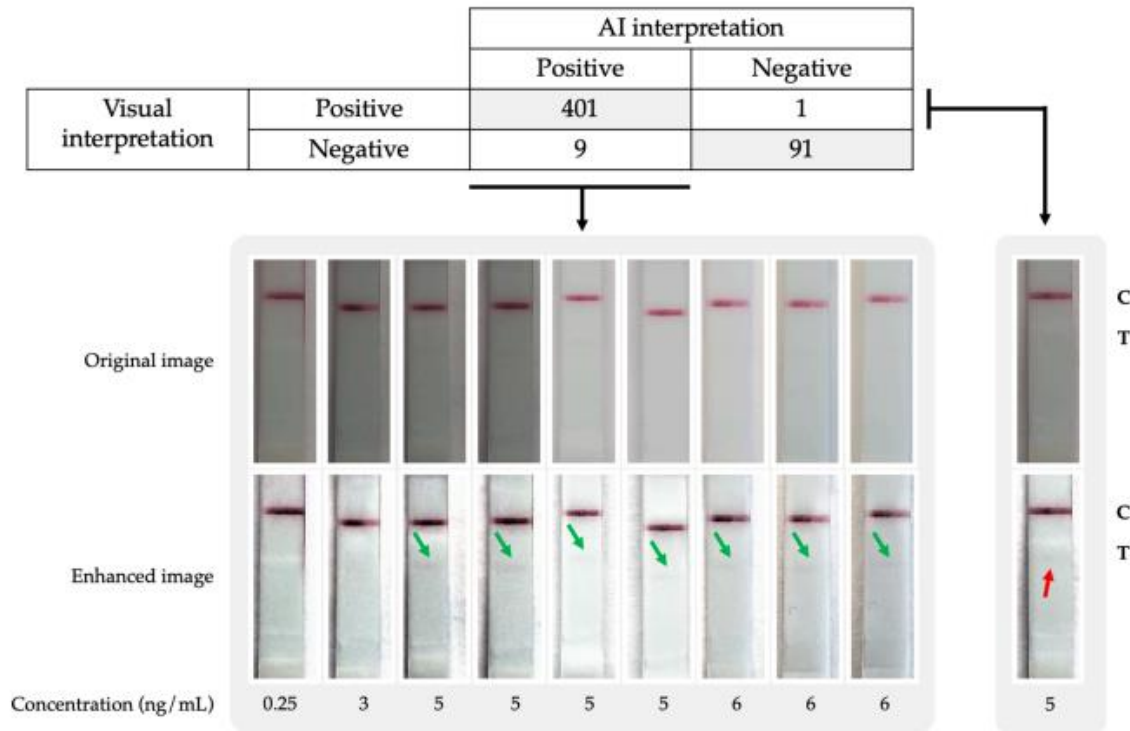 AI interpretation
Positive Negative
Visual interpretation Positive 401 1
Negative 9 91
C
T
Original image
C
T
Enhanced image
Concentration (ng/mL) 0.25 3 5 5 5 5 6 6 6 5